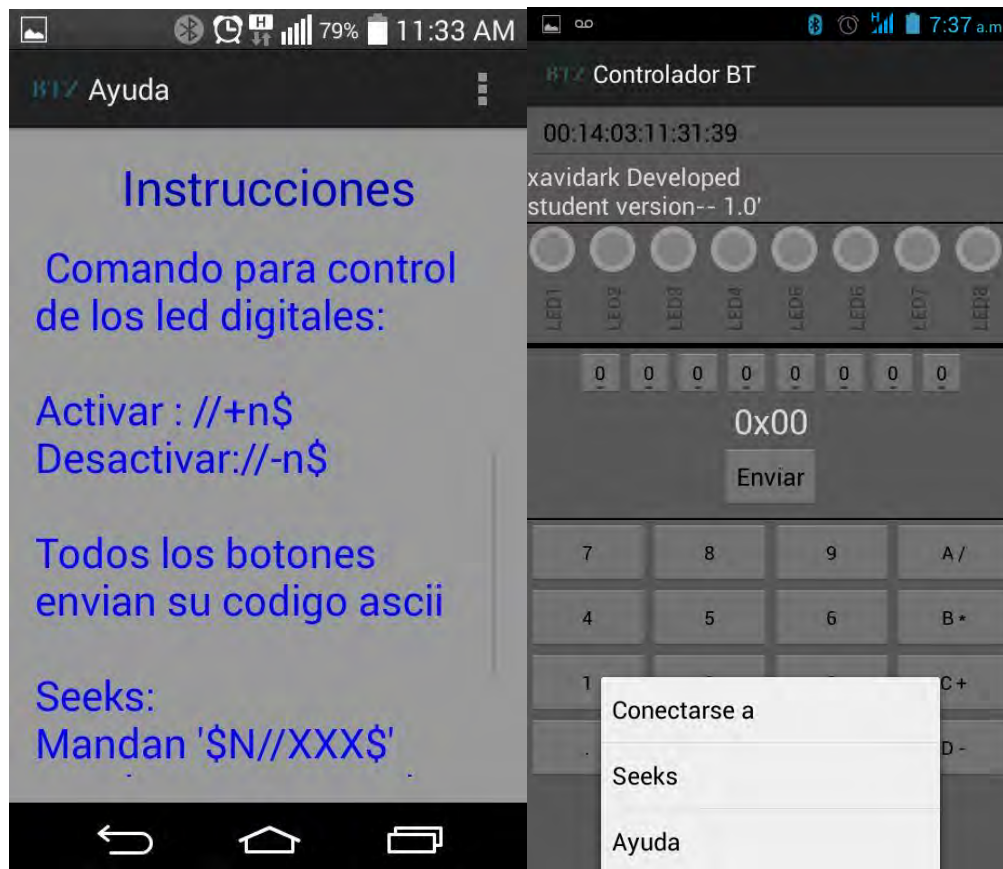 79% 11:33 AM
BTZ Ayuda
Instrucciones
Comando para control
de los led digitales:
Activar : //+n$
Desactivar://-n$
Todos los botones
envian su codigo ascii
Seeks:
Mandan '$N//XXX$'
H 7:37 a.m
BTZ Controlador BT
00:14:03:11:31:39
xavidark Developed
student version-- 1.0'
LED1 LED2 LED3 LED4 LED6 LED6 LED7 LED8
0 0 0 0 0 0 0 0
0x00
Enviar
7 8 9 A /
4 5 6 B *
1 C +
. D -
Conectarse a
Seeks
Ayuda